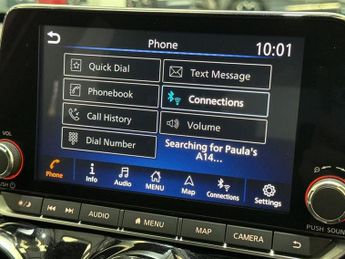 Phone
10:01
Quick Dial
Text Message
Phonebook
Connections
Call History
Volume
Dial Number
Searching for Paula's
A14...
Phone
Info
Audio
MENU
Map
Connections
Settings
VOL
PUSH
PUSH SOUND
AUDIO
MENU
MAP
CAMERA